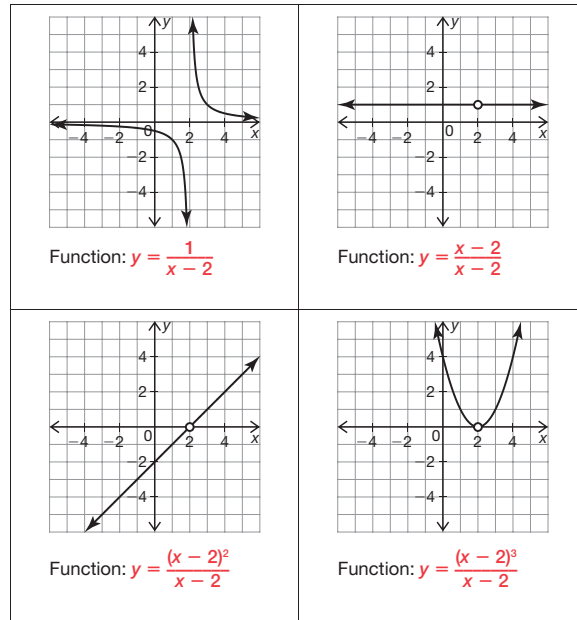 y
4
2
−4 −2 0 2 4 x
−2
−4
Function: y = 1/(x − 2)
y
4
2
−4 −2 0 2 4 x
−2
−4
Function: y = (x − 2)/(x − 2)
y
4
2
−4 −2 0 2 4 x
−2
−4
Function: y = (x − 2)²/(x − 2)
y
4
2
−4 −2 0 2 4 x
−2
−4
Function: y = (x − 2)³/(x − 2)